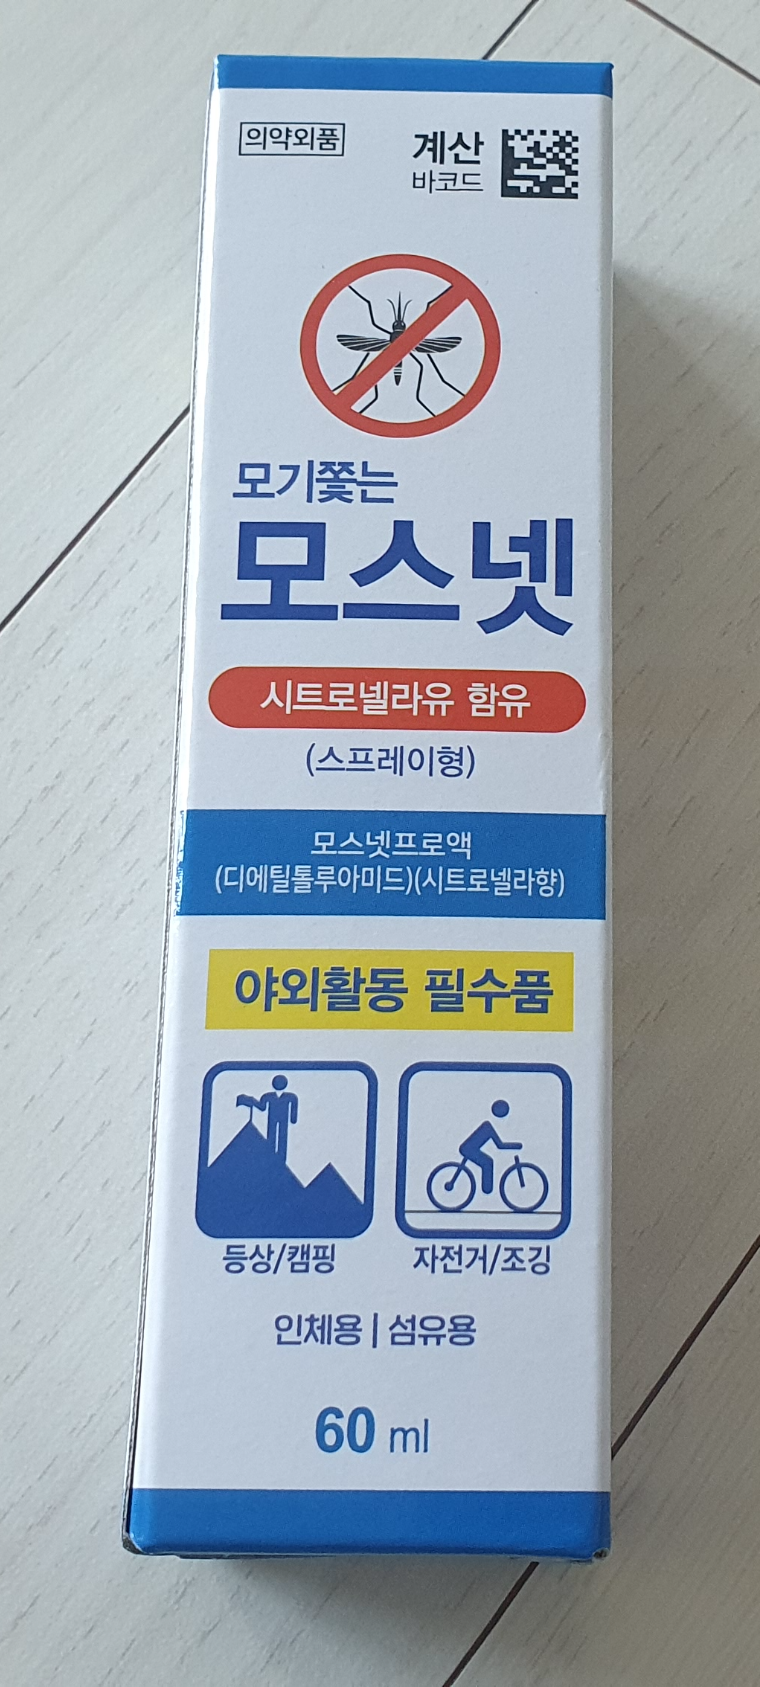 의약외품
계산
바코드
모기쫓는
모스넷
시트로넬라유 함유
(스프레이형)
모스넷프로액
(디에틸톨루아미드)(시트로넬라향)
야외활동 필수품
등상/캠핑
자전거/조깅
인체용 | 섬유용
60 ml